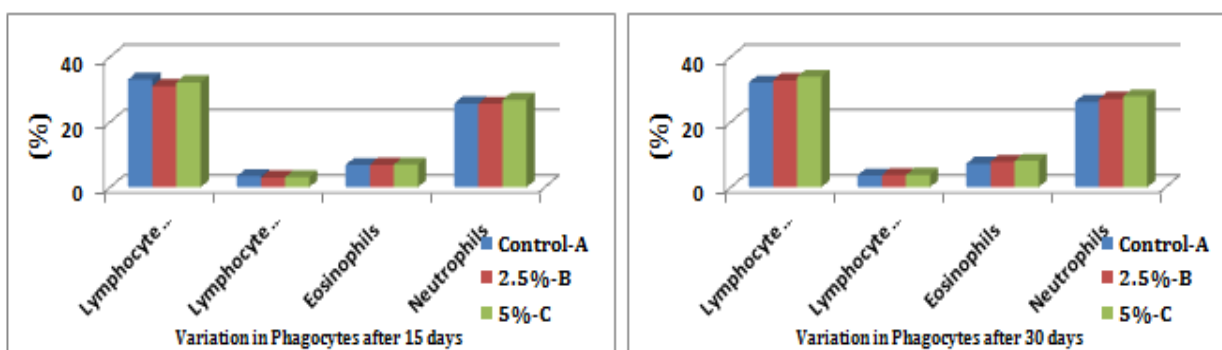 40
20
0
(%)
Lymphocyte...
Lymphocyte...
Eosinophils
Neutrophils
Control-A
2.5%-B
5%-C
Variation in Phagocytes after 15 days
40
20
0
(%)
Lymphocyte...
Lymphocyte...
Eosinophils
Neutrophils
Control-A
2.5%-B
5%-C
Variation in Phagocytes after 30 days